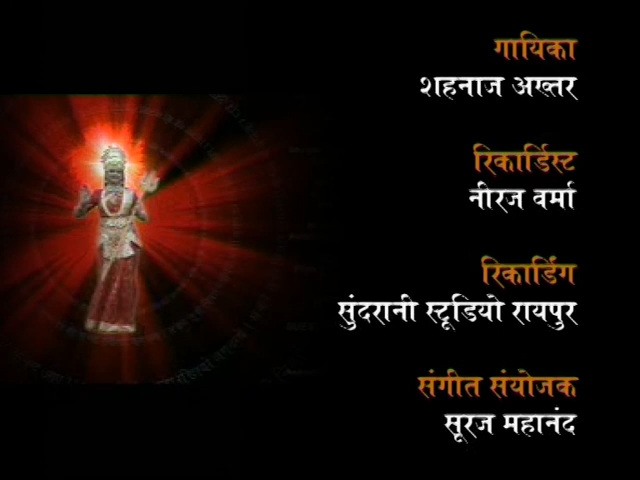 गायिका
शहनाज अख्तर
रिकार्डिस्ट
नीरज वर्मा
रिकार्डिंग
सुंदरानी स्टूडियो रायपुर
संगीत संयोजक
सूरज महानंद